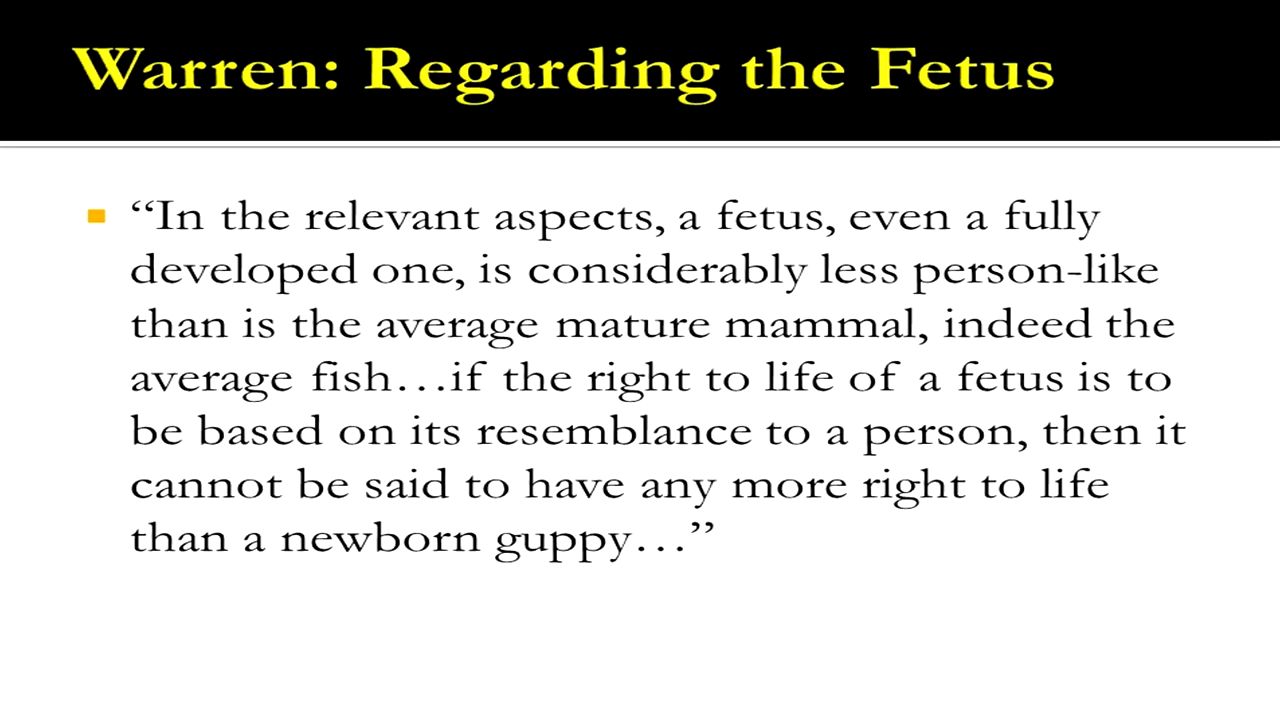 Warren: Regarding the Fetus
“In the relevant aspects, a fetus, even a fully
developed one, is considerably less person-like
than is the average mature mammal, indeed the
average fish…if the right to life of a fetus is to
be based on its resemblance to a person, then it
cannot be said to have any more right to life
than a newborn guppy…”